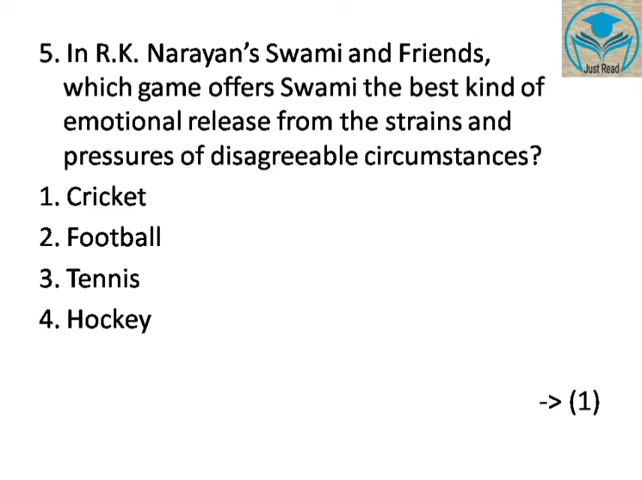 Just Read
5. In R.K. Narayan's Swami and Friends,
which game offers Swami the best kind of
emotional release from the strains and
pressures of disagreeable circumstances?
1. Cricket
2. Football
3. Tennis
4. Hockey
-> (1)